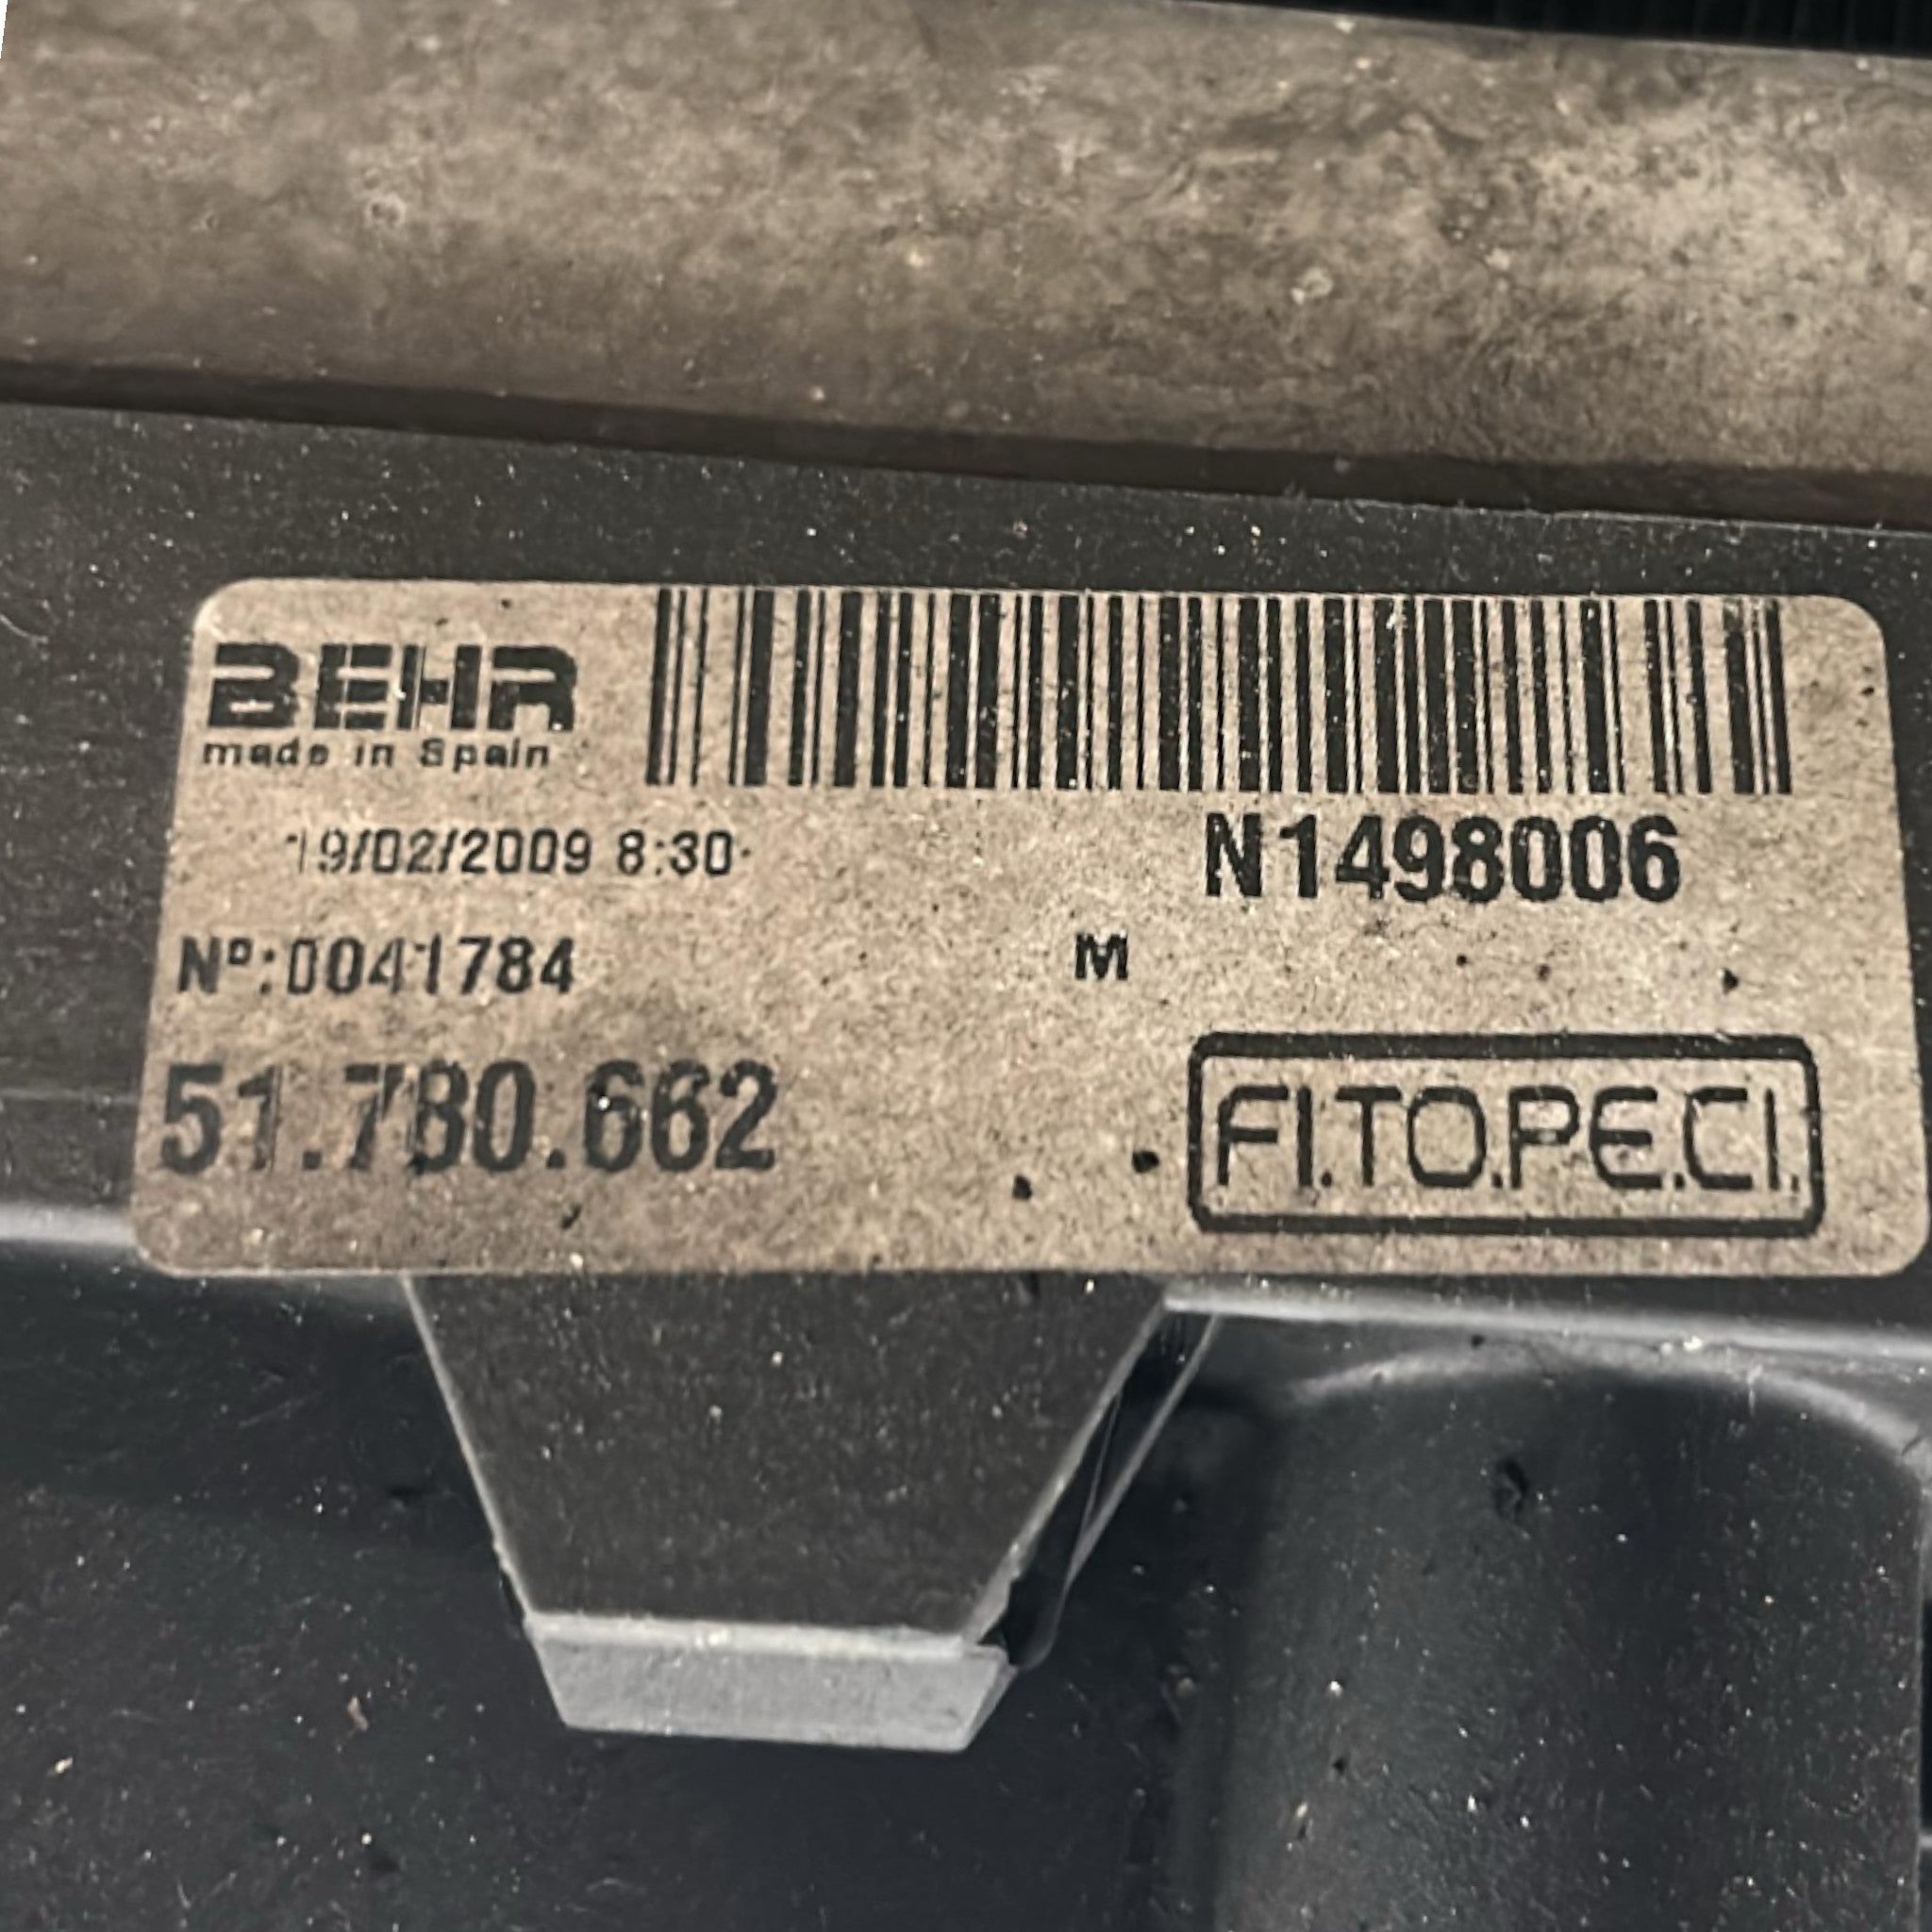 BEHR
made in Spain
19/02/2009 8:30
N1498006
Nº:0041784
M
51.780.662
FI.TO.PE.CI.